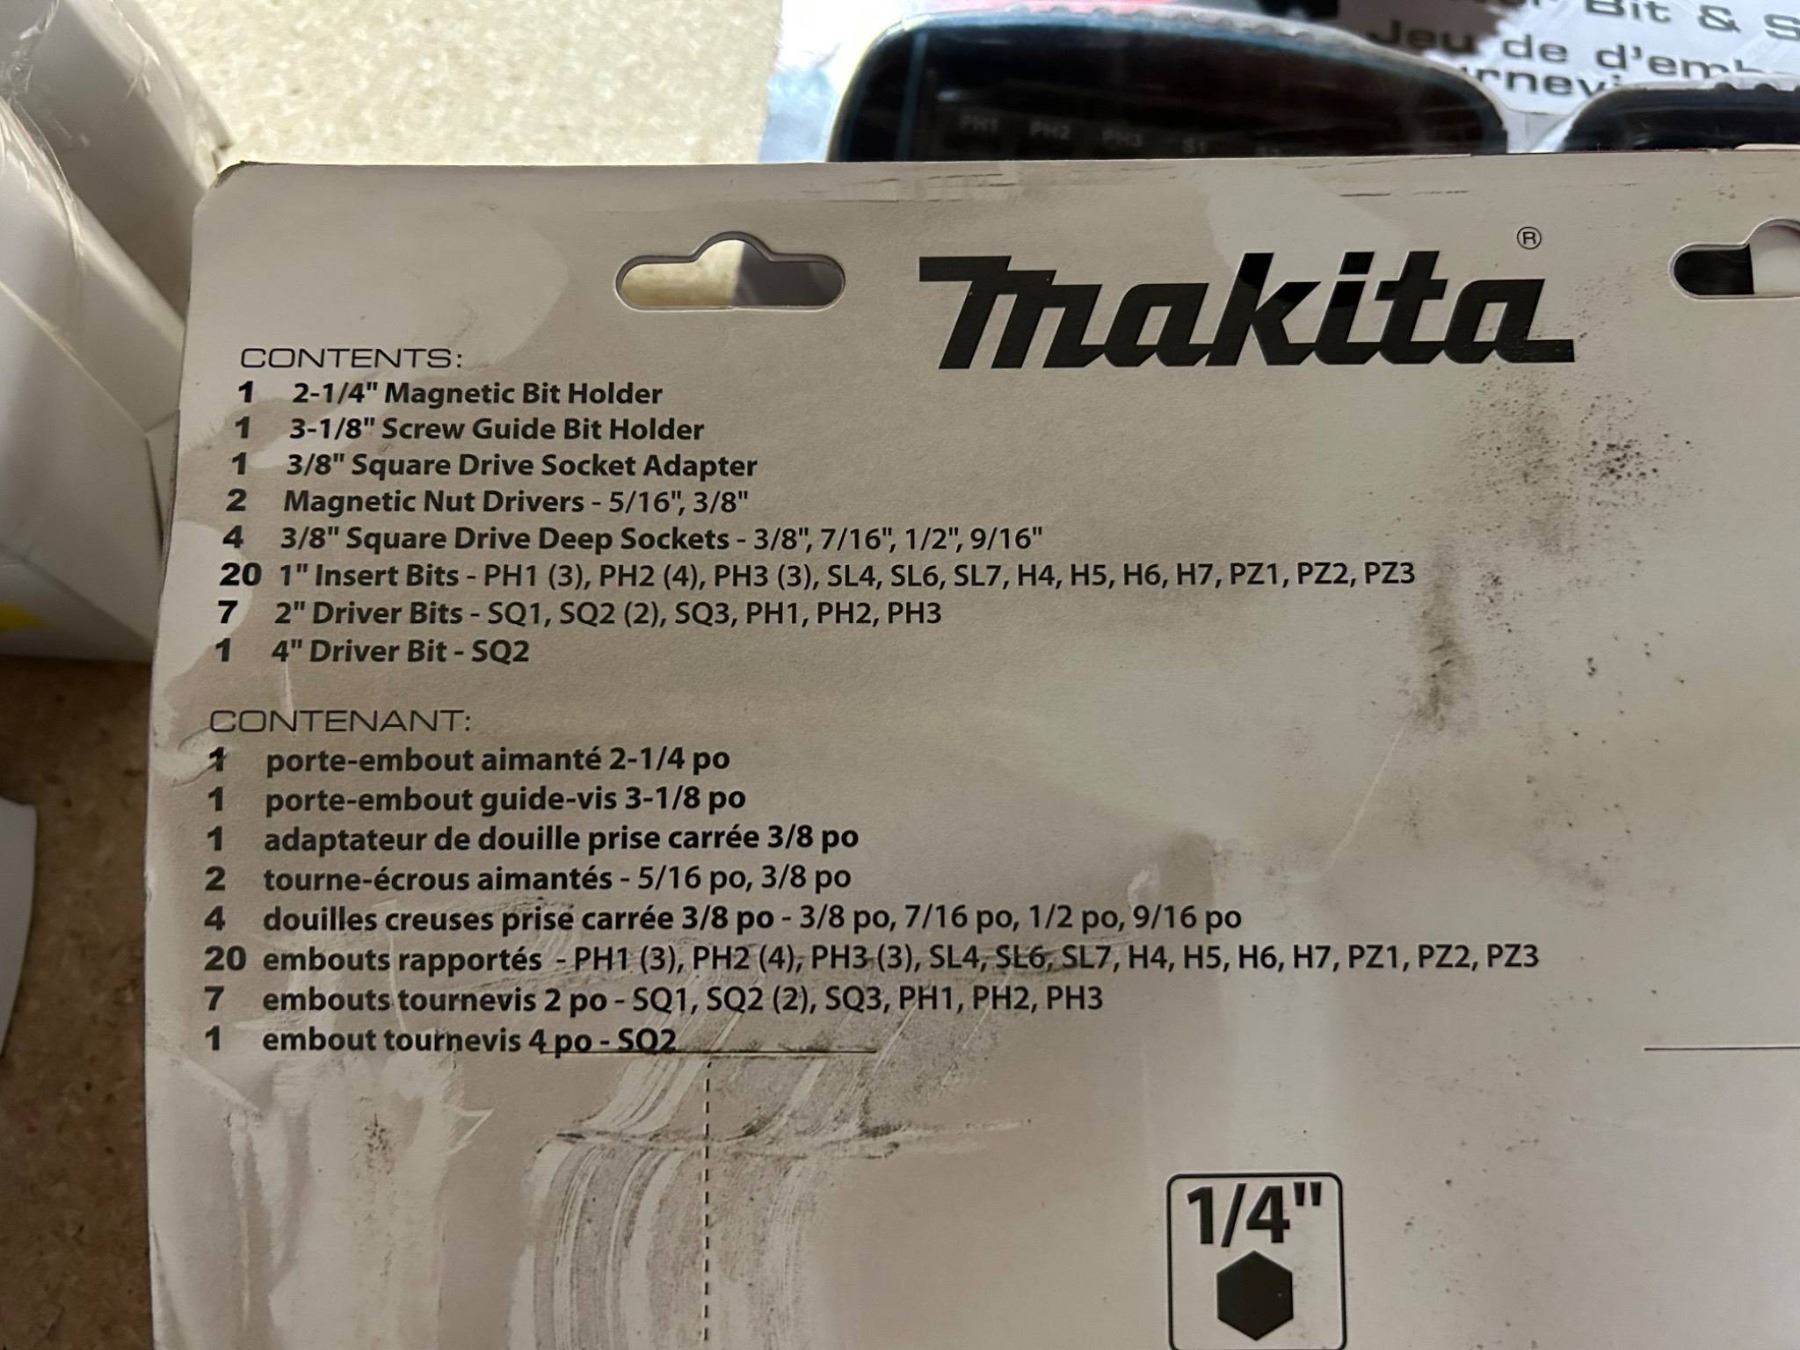 Bit & S
Jeu de d'emb
PH1 PH2 PH3 S1
makita®
CONTENTS:
1 2-1/4" Magnetic Bit Holder
1 3-1/8" Screw Guide Bit Holder
1 3/8" Square Drive Socket Adapter
2 Magnetic Nut Drivers - 5/16", 3/8"
4 3/8" Square Drive Deep Sockets - 3/8", 7/16", 1/2", 9/16"
20 1" Insert Bits - PH1 (3), PH2 (4), PH3 (3), SL4, SL6, SL7, H4, H5, H6, H7, PZ1, PZ2, PZ3
7 2" Driver Bits - SQ1, SQ2 (2), SQ3, PH1, PH2, PH3
1 4" Driver Bit - SQ2
CONTENANT:
1 porte-embout aimanté 2-1/4 po
1 porte-embout guide-vis 3-1/8 po
1 adaptateur de douille prise carrée 3/8 po
2 tourne-écrous aimantés - 5/16 po, 3/8 po
4 douilles creuses prise carrée 3/8 po - 3/8 po, 7/16 po, 1/2 po, 9/16 po
20 embouts rapportés - PH1 (3), PH2 (4), PH3 (3), SL4, SL6, SL7, H4, H5, H6, H7, PZ1, PZ2, PZ3
7 embouts tournevis 2 po - SQ1, SQ2 (2), SQ3, PH1, PH2, PH3
1 embout tournevis 4 po - SQ2
1/4"